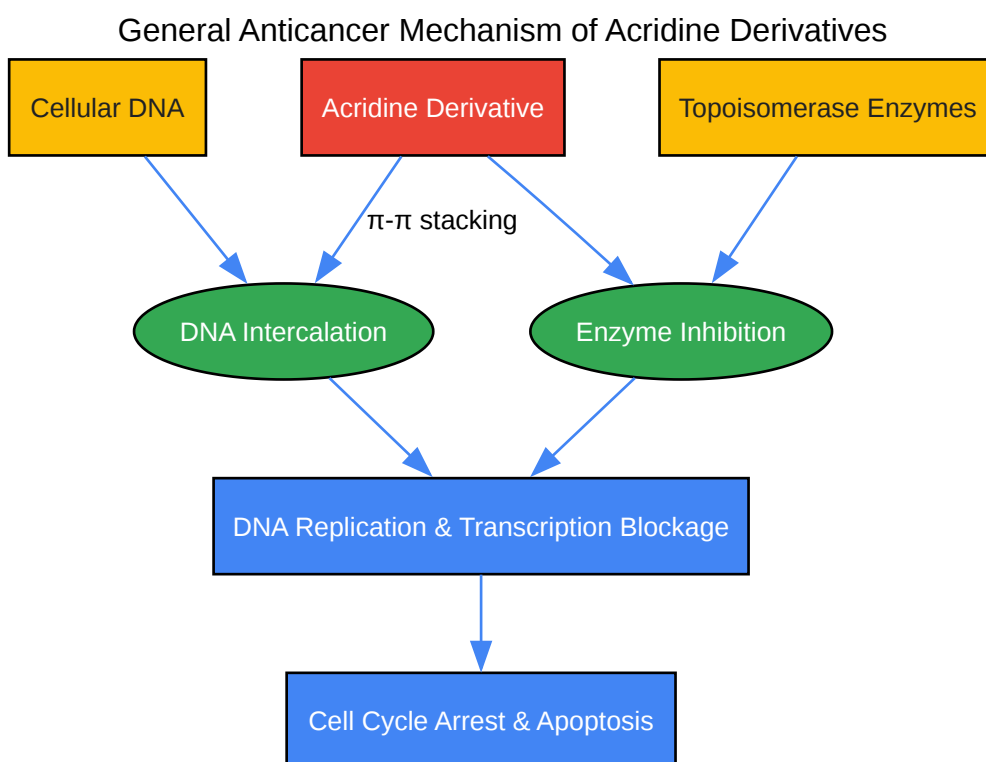 General Anticancer Mechanism of Acridine Derivatives
Cellular DNA
Acridine Derivative
Topoisomerase Enzymes
π-π stacking
DNA Intercalation
Enzyme Inhibition
DNA Replication & Transcription Blockage
Cell Cycle Arrest & Apoptosis